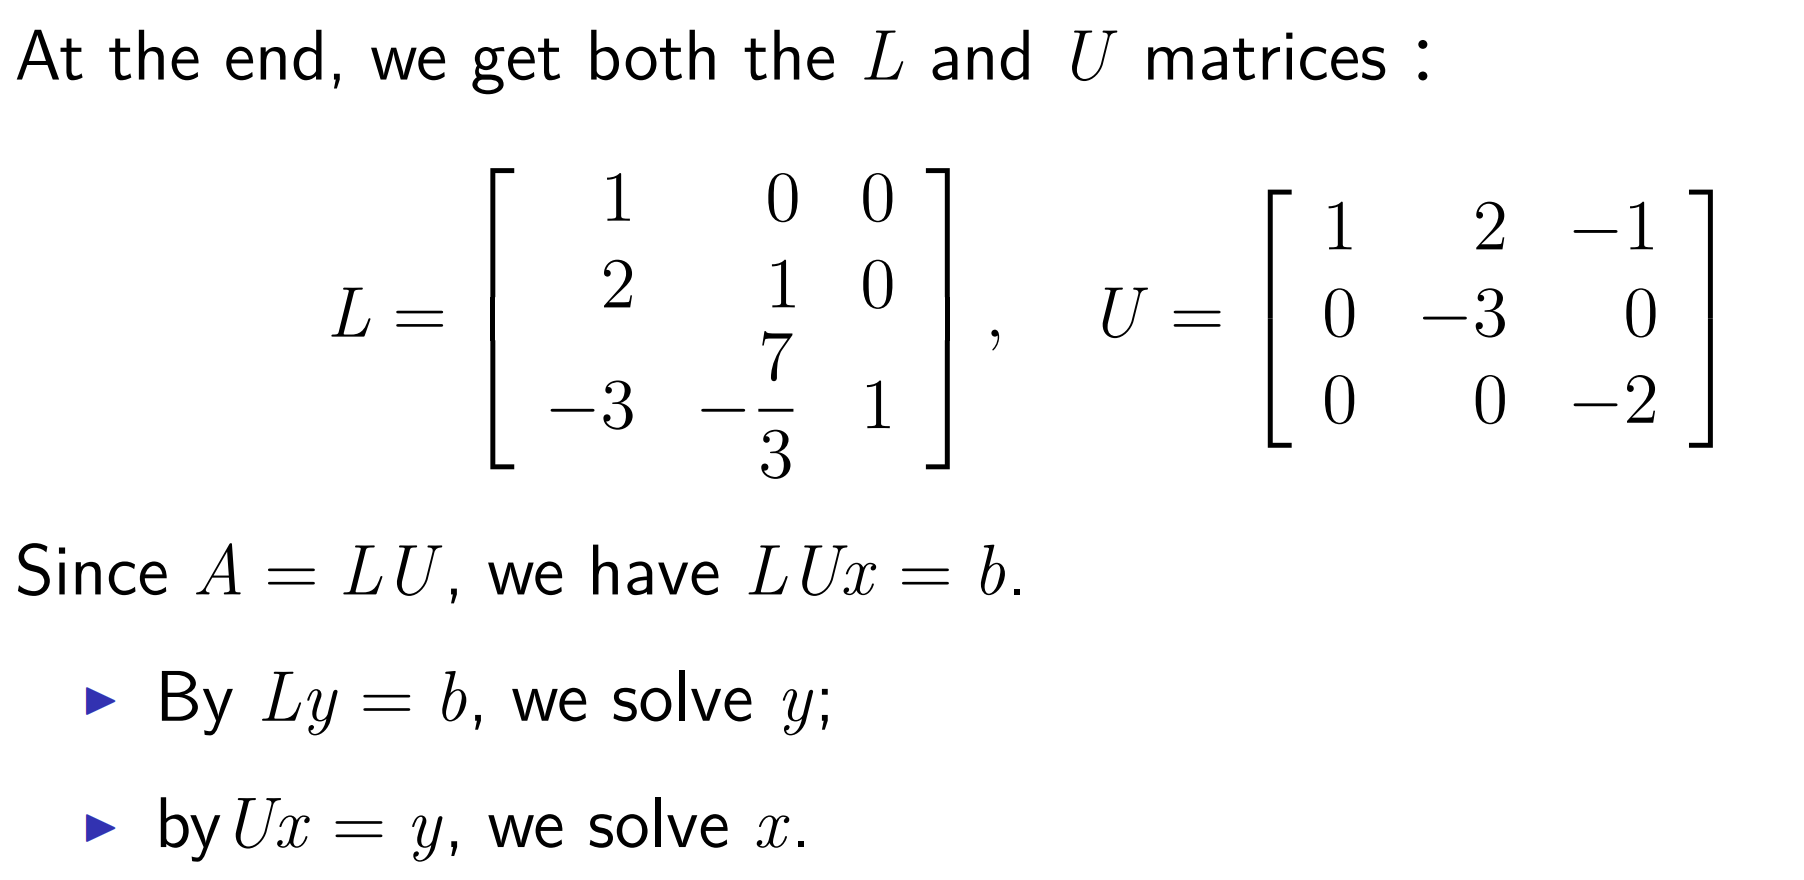 At the end, we get both the L and U matrices :
L = [ 1 0 0 ; 2 1 0 ; −3 −7/3 1 ] , U = [ 1 2 −1 ; 0 −3 0 ; 0 0 −2 ]
Since A = LU, we have LUx = b.
▶ By Ly = b, we solve y;
▶ by Ux = y, we solve x.